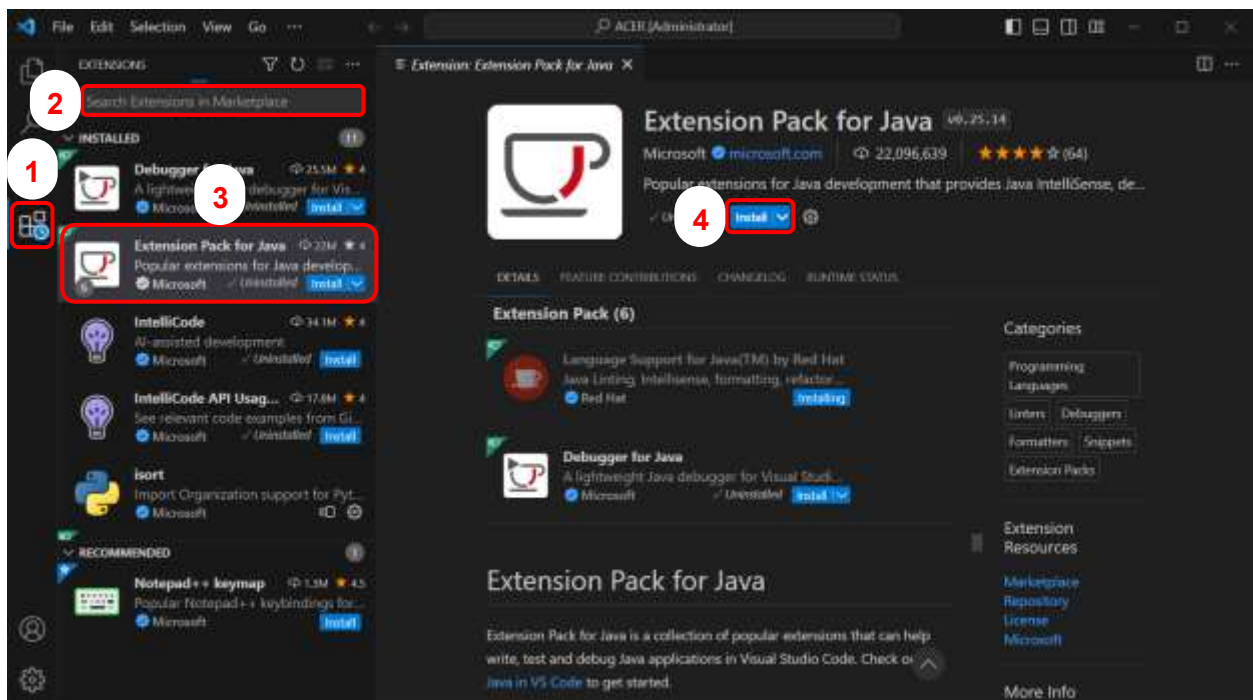 File Edit Selection View Go ···
ACER [Administrator]
EXTENSIONS
Extension: Extension Pack for Java
2
Search Extensions in Marketplace
INSTALLED
11
1
Debugger for Java 25.5M 4
A lightweight debugger for Vis...
Microsoft Uninstalled Install
3
Extension Pack for Java 22M 4
Popular extensions for Java develop...
Microsoft Uninstalled Install
6
IntelliCode 34.1M 4
AI-assisted development
Microsoft Uninstalled Install
IntelliCode API Usag... 17.6M 4
See relevant code examples from Gi...
Microsoft Uninstalled Install
isort
Import Organization support for Pyt...
Microsoft
RECOMMENDED
Notepad++ keymap 1.3M 4.5
Popular Notepad++ keybindings for...
Microsoft Install
Extension Pack for Java v0.25.14
Microsoft microsoft.com 22,096,639 (64)
Popular extensions for Java development that provides Java IntelliSense, de...
4
Install
DETAILS FEATURE CONTRIBUTIONS CHANGELOG RUNTIME STATUS
Extension Pack (6)
Language Support for Java(TM) by Red Hat
Java Linting, Intellisense, formatting, refactor...
Red Hat Installing
Debugger for Java
A lightweight Java debugger for Visual Studi...
Microsoft Uninstalled Install
Extension Pack for Java
Extension Pack for Java is a collection of popular extensions that can help
write, test and debug Java applications in Visual Studio Code. Check
Java in VS Code to get started.
Categories
Programming
Languages
Linters Debuggers
Formatters Snippets
Extension Packs
Extension
Resources
Marketplace
Repository
License
Microsoft
More Info